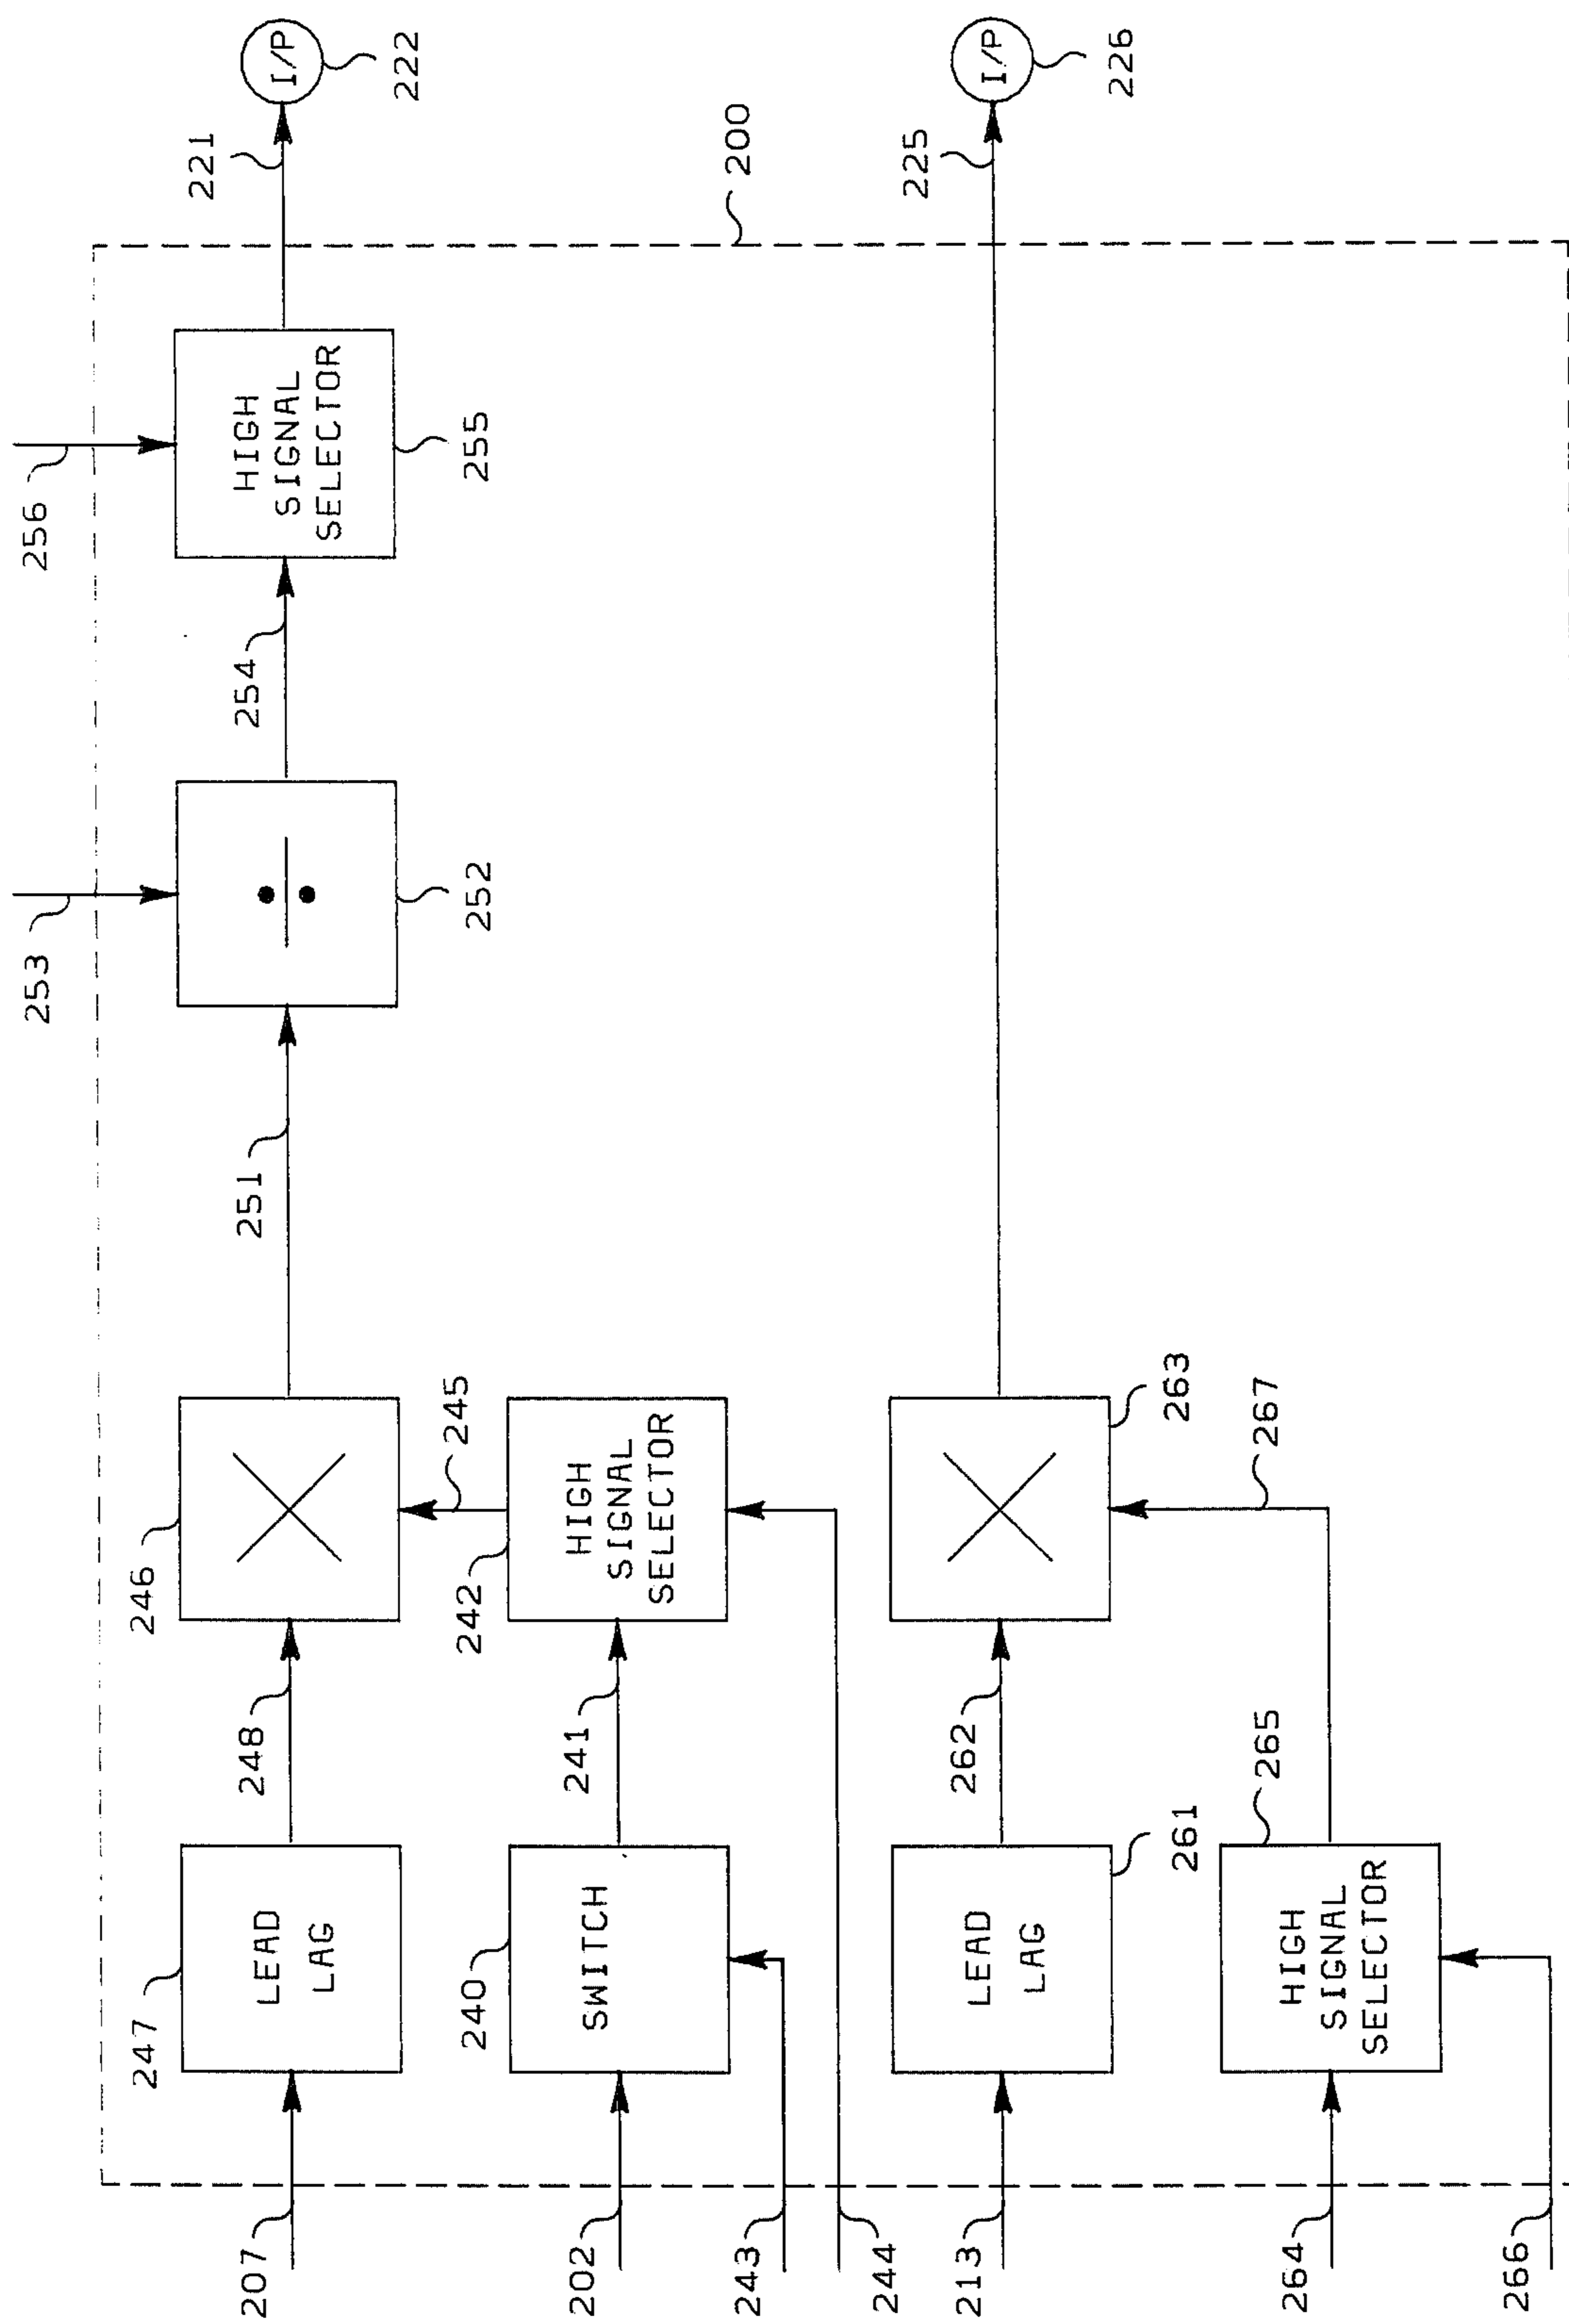 256
253
221
I/P
222
HIGH
SIGNAL
SELECTOR
255
254
252
251
200
225
I/P
226
246
245
248
247
LEAD
LAG
242
HIGH
SIGNAL
SELECTOR
241
240
SWITCH
263
267
262
LEAD
LAG
261
265
HIGH
SIGNAL
SELECTOR
207
202
243
244
213
264
266